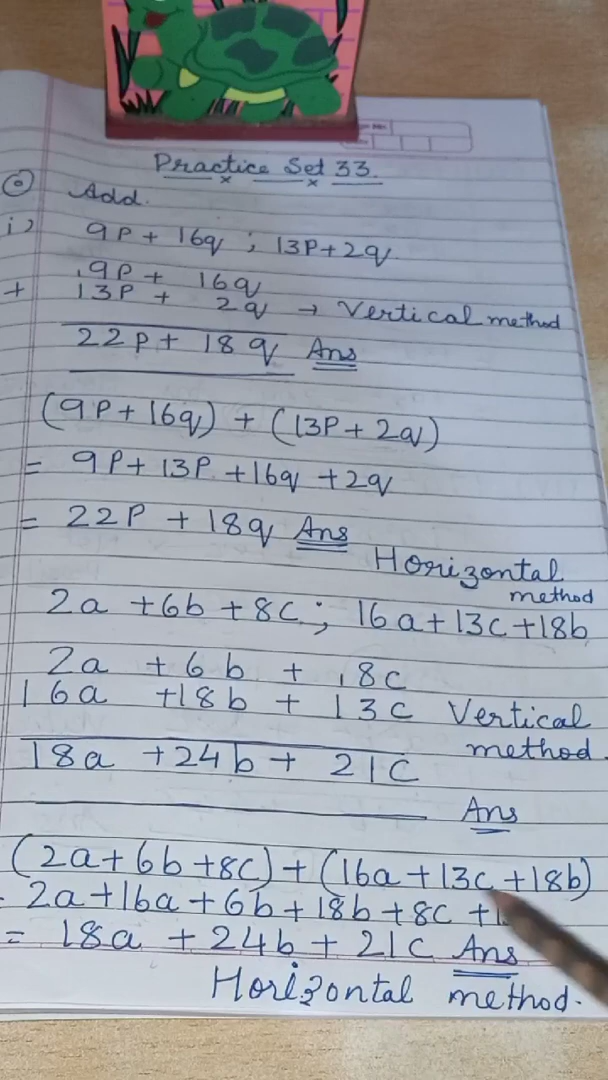 Practice Set 33.
Add.
i) 9P + 16q ; 13P + 2q
9P + 16q
+ 13P + 2q → Vertical method
22P + 18q Ans
(9P + 16q) + (13P + 2q)
= 9P + 13P + 16q + 2q
= 22P + 18q Ans
Horizontal method
2a + 6b + 8c ; 16a + 13c + 18b
2a + 6b + 8c
16a + 18b + 13c Vertical method
18a + 24b + 21c
Ans
(2a + 6b + 8c) + (16a + 13c + 18b)
2a + 16a + 6b + 18b + 8c +
= 18a + 24b + 21c Ans
Horizontal method.